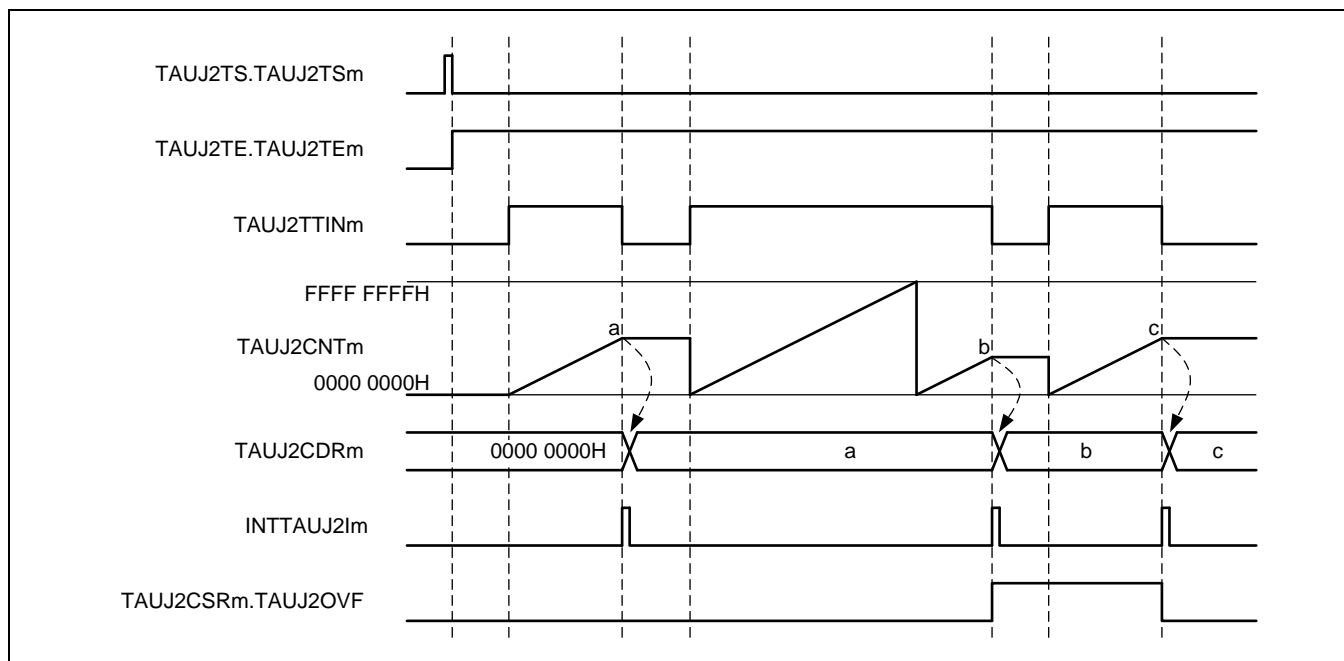 TAUJ2TS.TAUJ2TSm
TAUJ2TE.TAUJ2TEm
TAUJ2TTINm
FFFF FFFFH
a
b
c
TAUJ2CNTm
0000 0000H
TAUJ2CDRm
0000 0000H
a
b
c
INTTAUJ2Im
TAUJ2CSRm.TAUJ2OVF